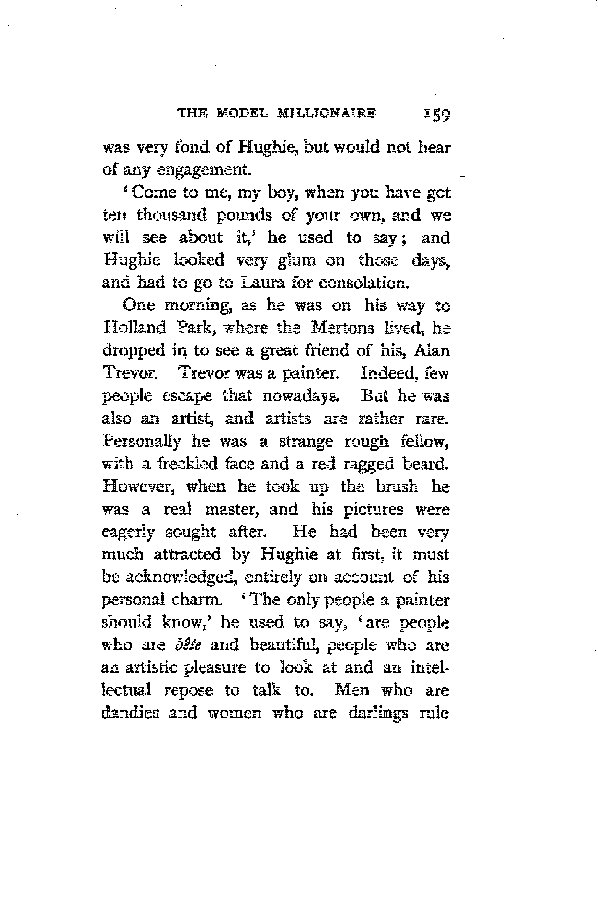 THE MODEL MILLIONAIRE 159
was very fond of Hughie, but would not hear
of any engagement.
‘Come to me, my boy, when you have got
ten thousand pounds of your own, and we
will see about it,’ he used to say; and
Hughie looked very glum on those days,
and had to go to Laura for consolation.
One morning, as he was on his way to
Holland Park, where the Mertons lived, he
dropped in to see a great friend of his, Alan
Trevor. Trevor was a painter. Indeed, few
people escape that nowadays. But he was
also an artist, and artists are rather rare.
Personally he was a strange rough fellow,
with a freckled face and a red ragged beard.
However, when he took up the brush he
was a real master, and his pictures were
eagerly sought after. He had been very
much attracted by Hughie at first, it must
be acknowledged, entirely on account of his
personal charm. ‘The only people a painter
should know,’ he used to say, ‘are people
who are bête and beautiful, people who are
an artistic pleasure to look at and an intel-
lectual repose to talk to. Men who are
dandies and women who are darlings rule